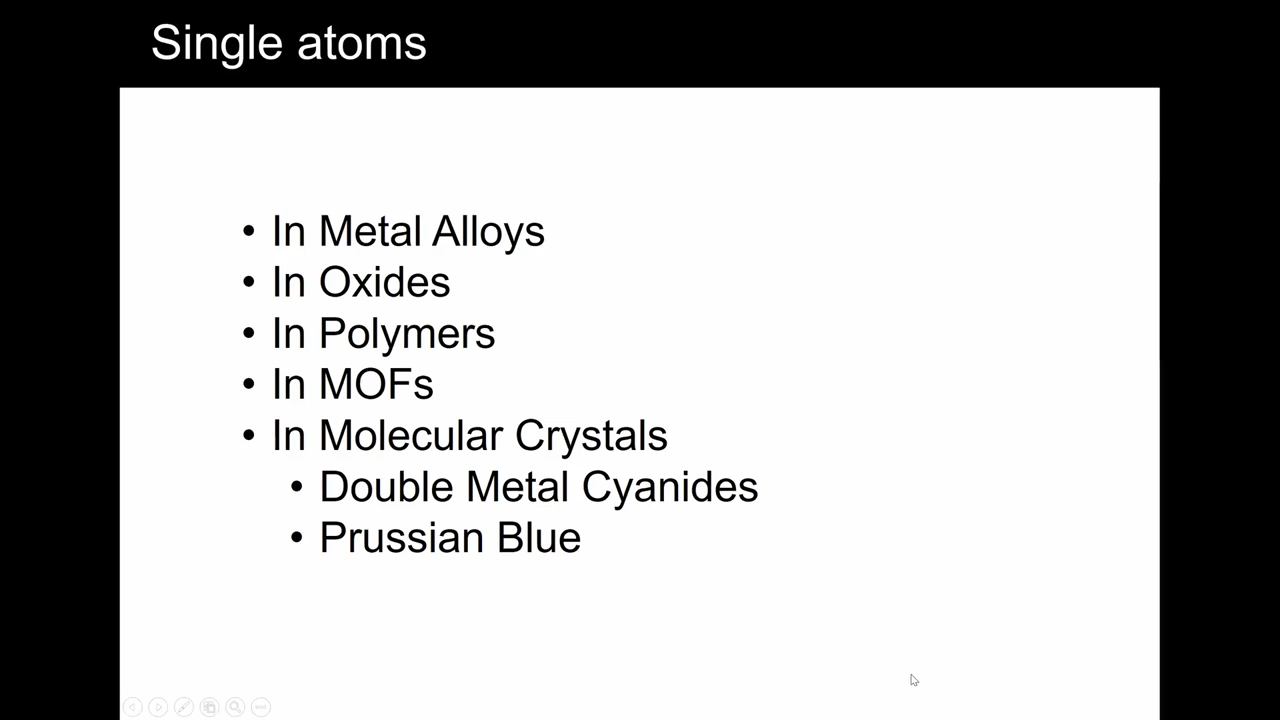 Single atoms
• In Metal Alloys
• In Oxides
• In Polymers
• In MOFs
• In Molecular Crystals
• Double Metal Cyanides
• Prussian Blue